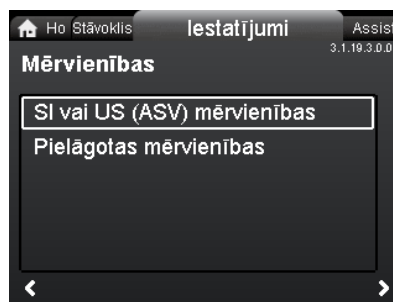 Ho Stāvoklis Iestatījumi Assist
3.1.19.3.0.0
Mērvienības
SI vai US (ASV) mērvienības
Pielāgotas mērvienības